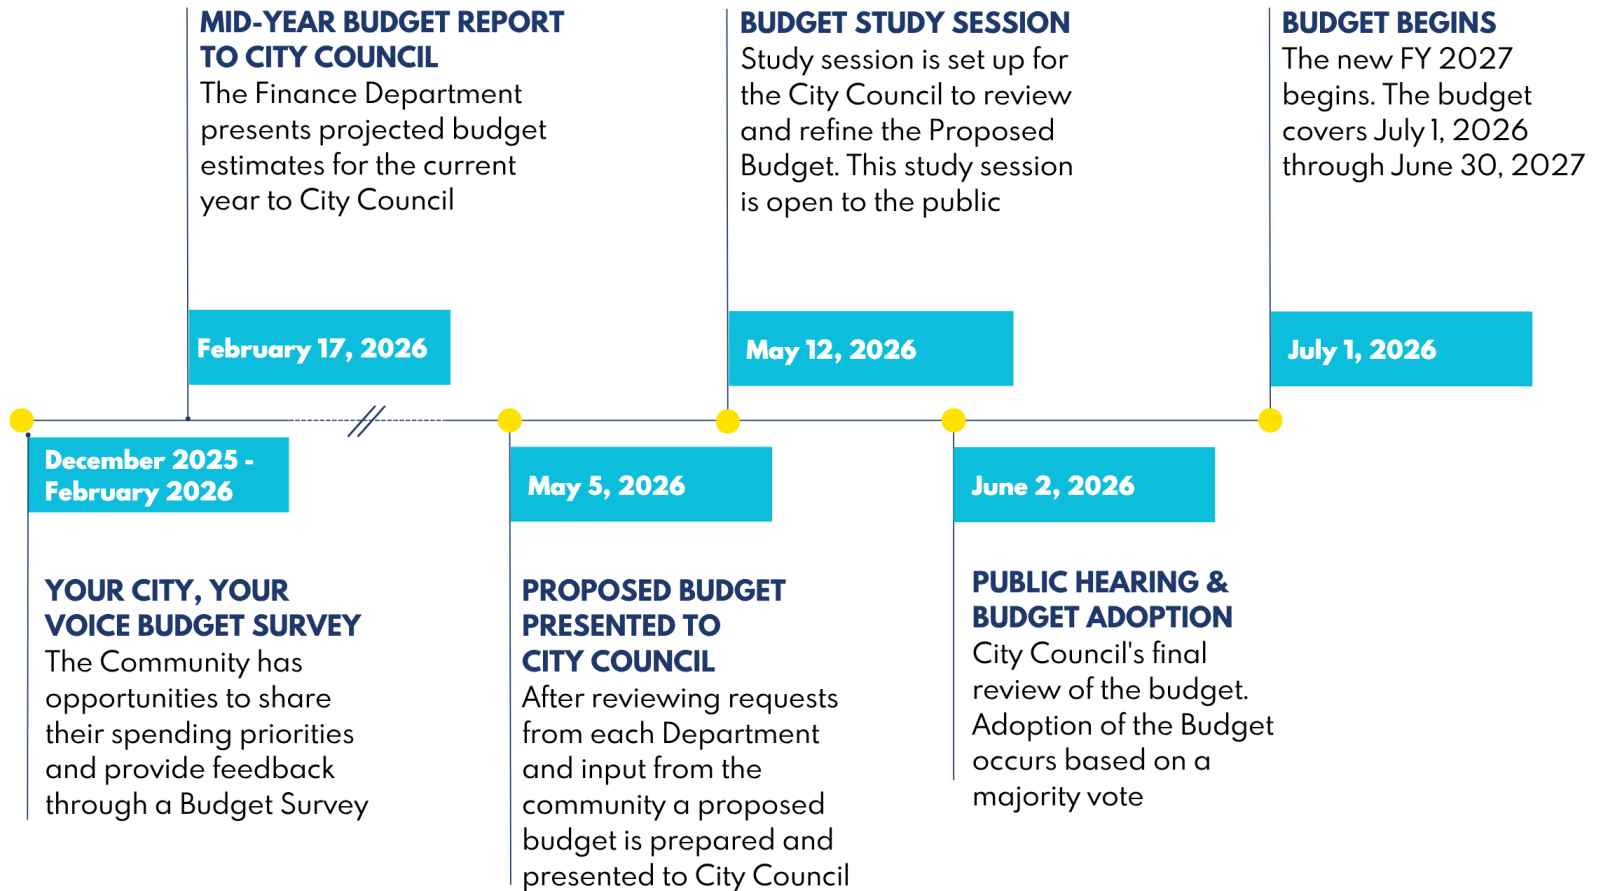 MID-YEAR BUDGET REPORT
TO CITY COUNCIL
The Finance Department
presents projected budget
estimates for the current
year to City Council
BUDGET STUDY SESSION
Study session is set up for
the City Council to review
and refine the Proposed
Budget. This study session
is open to the public
BUDGET BEGINS
The new FY 2027
begins. The budget
covers July 1, 2026
through June 30, 2027
February 17, 2026
May 12, 2026
July 1, 2026
December 2025 -
February 2026
May 5, 2026
June 2, 2026
YOUR CITY, YOUR
VOICE BUDGET SURVEY
The Community has
opportunities to share
their spending priorities
and provide feedback
through a Budget Survey
PROPOSED BUDGET
PRESENTED TO
CITY COUNCIL
After reviewing requests
from each Department
and input from the
community a proposed
budget is prepared and
presented to City Council
PUBLIC HEARING &
BUDGET ADOPTION
City Council's final
review of the budget.
Adoption of the Budget
occurs based on a
majority vote